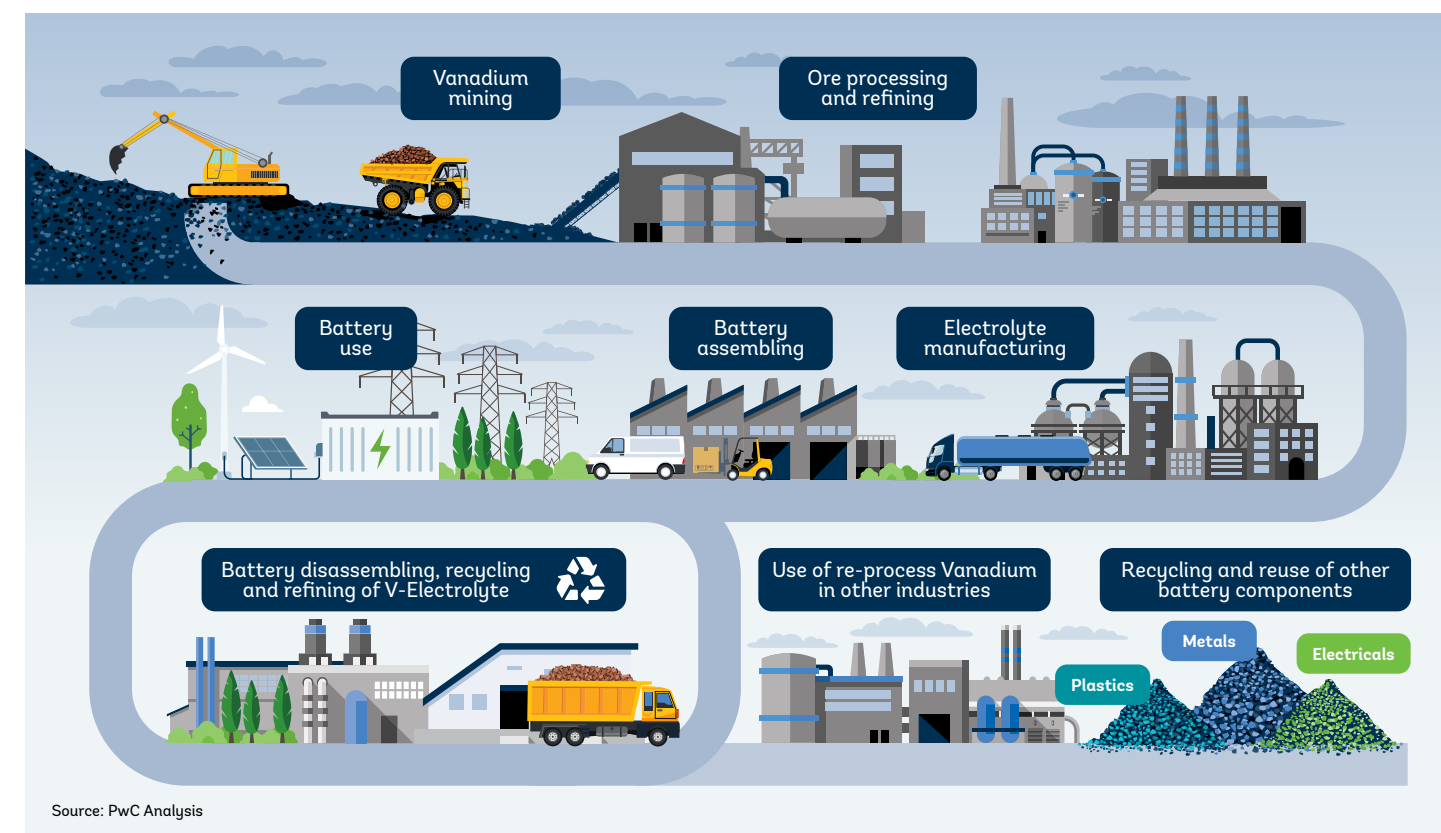 Vanadium
mining
Ore processing
and refining
Battery
use
Battery
assembling
Electrolyte
manufacturing
Battery disassembling, recycling
and refining of V-Electrolyte
Use of re-process Vanadium
in other industries
Recycling and reuse of other
battery components
Metals
Electricals
Plastics
Source: PwC Analysis